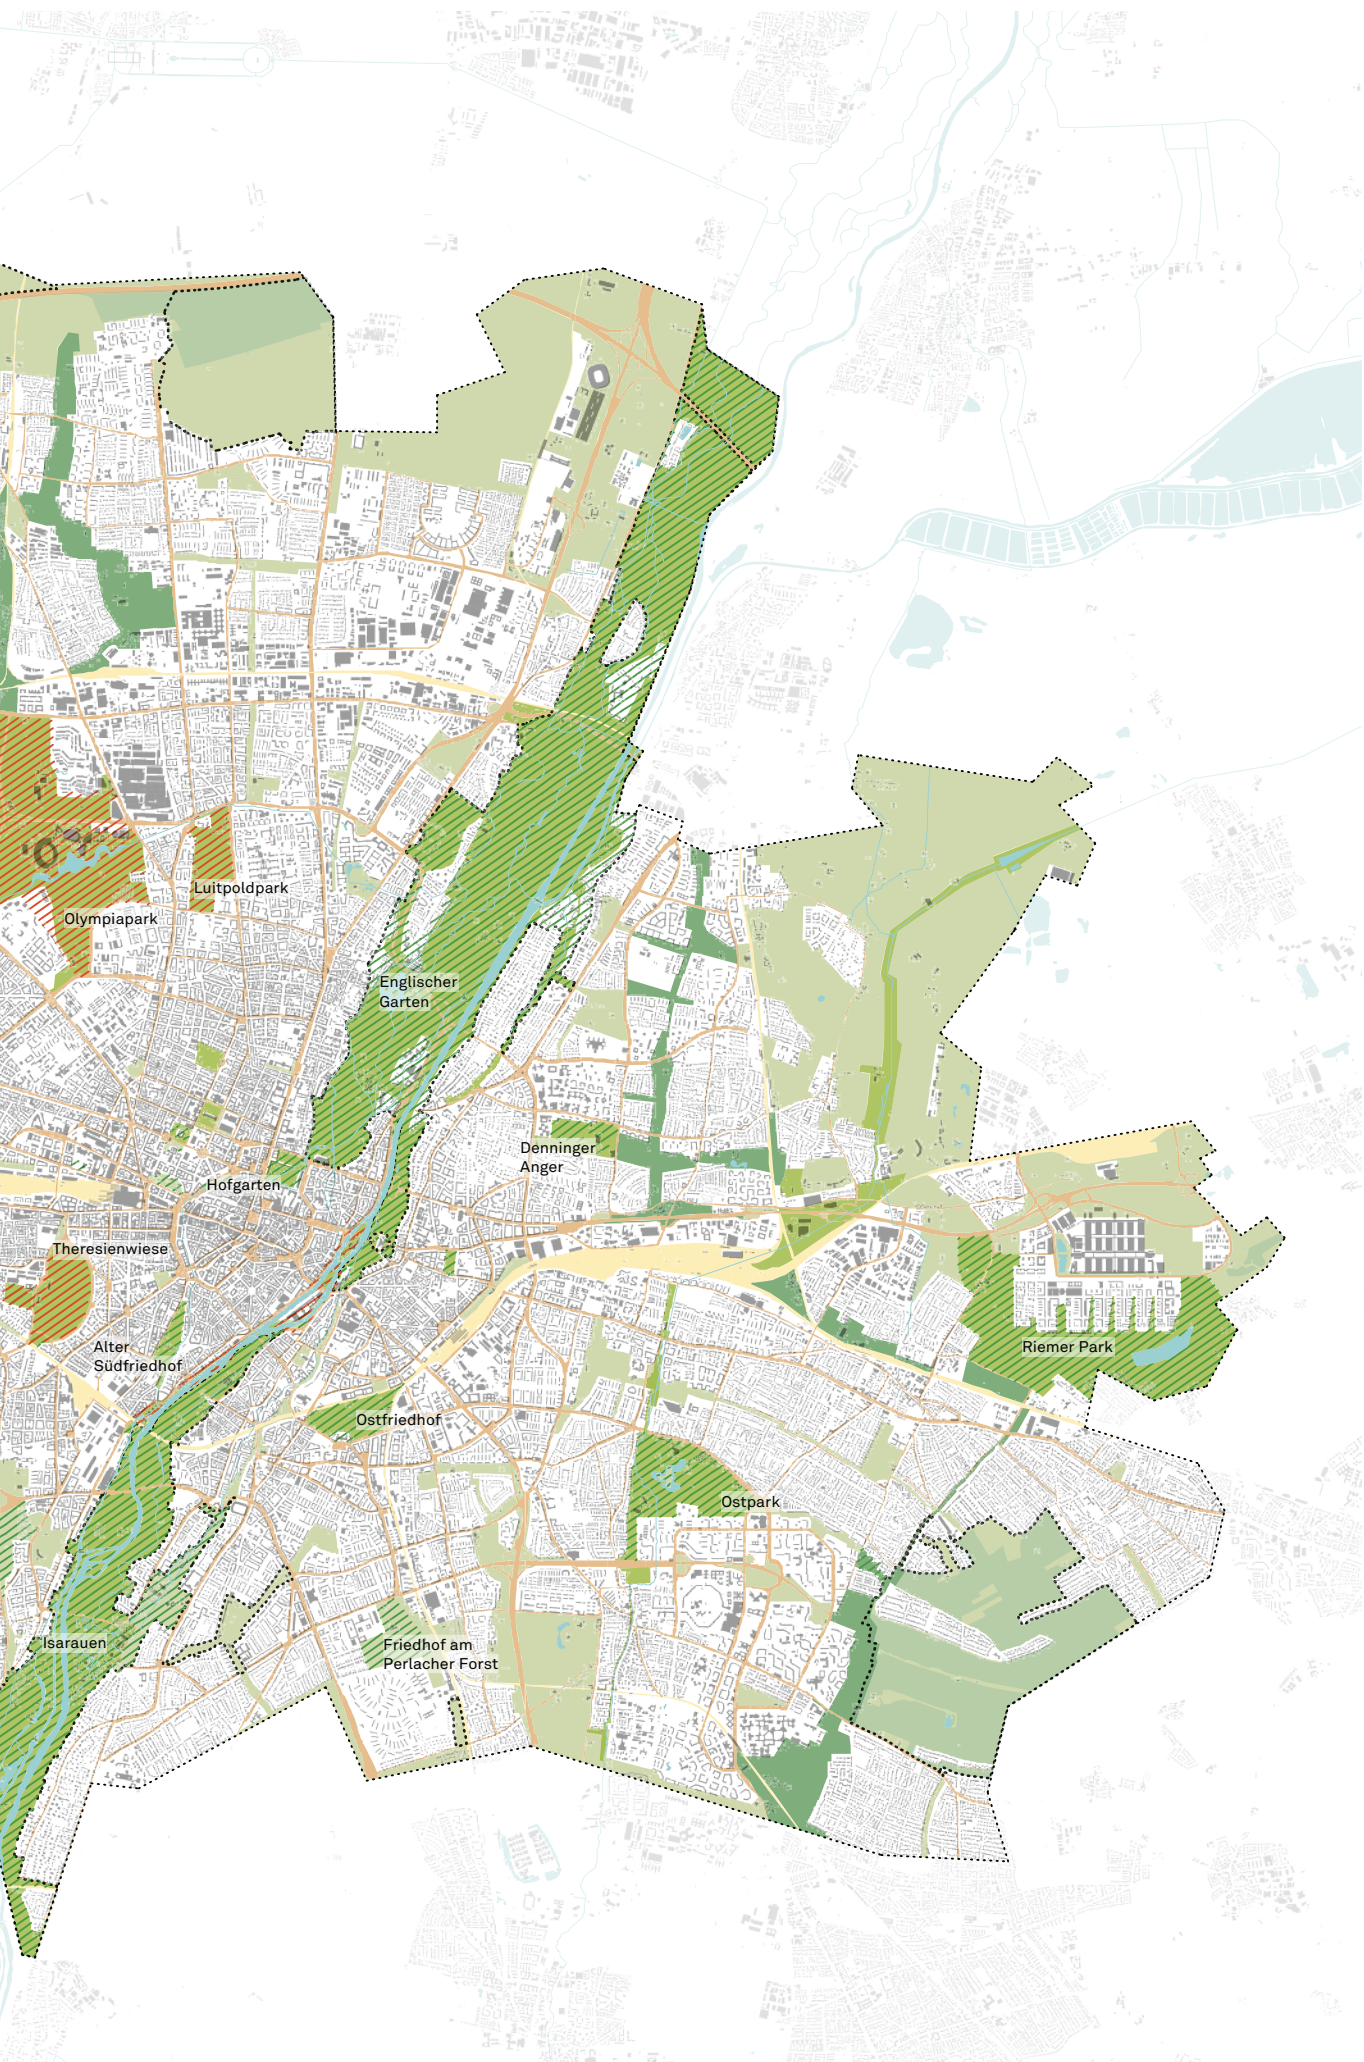 Luitpoldpark
Olympiapark
Englischer
Garten
Denninger
Anger
Hofgarten
Theresienwiese
Alter
Südfriedhof
Riemer Park
Ostfriedhof
Ostpark
Isarauen
Friedhof am
Perlacher Forst